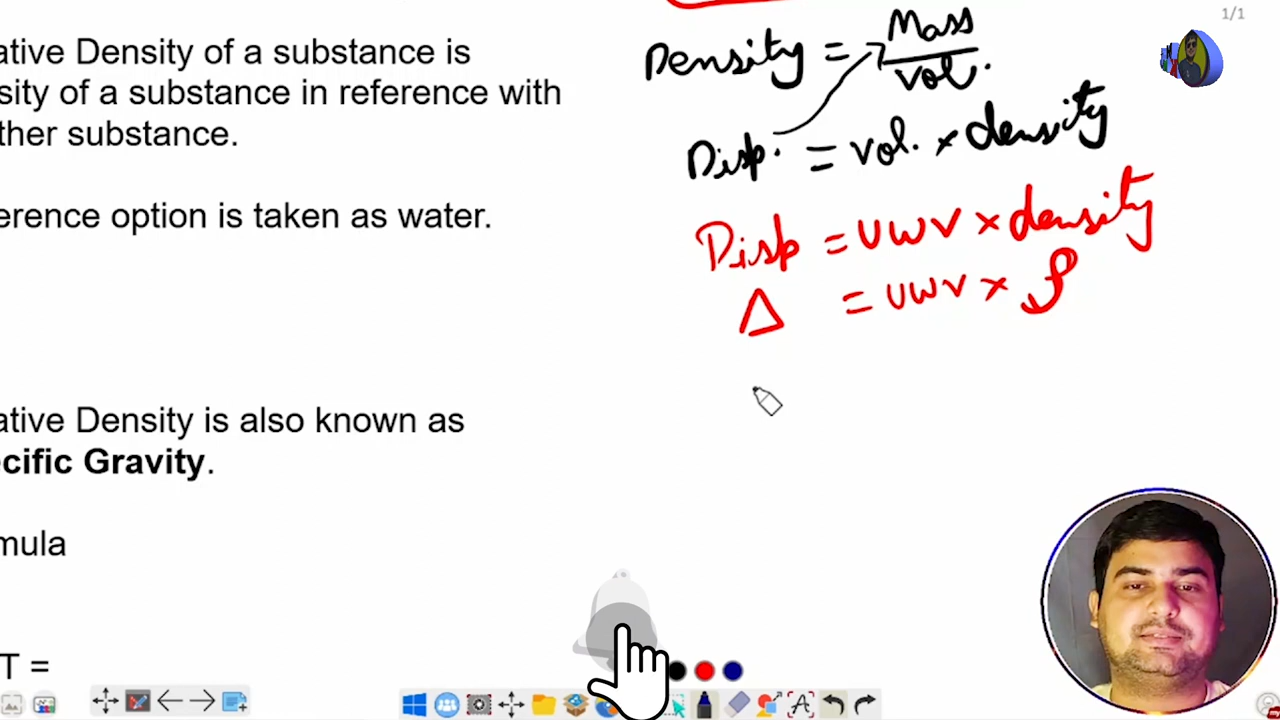 1/1
ative Density of a substance is
sity of a substance in reference with
ther substance.
erence option is taken as water.
ative Density is also known as
cific Gravity.
mula
T =
Density = Mass / Vol.
Disp. = Vol. × density
Disp = UWV × density
Δ = UWV × ρ